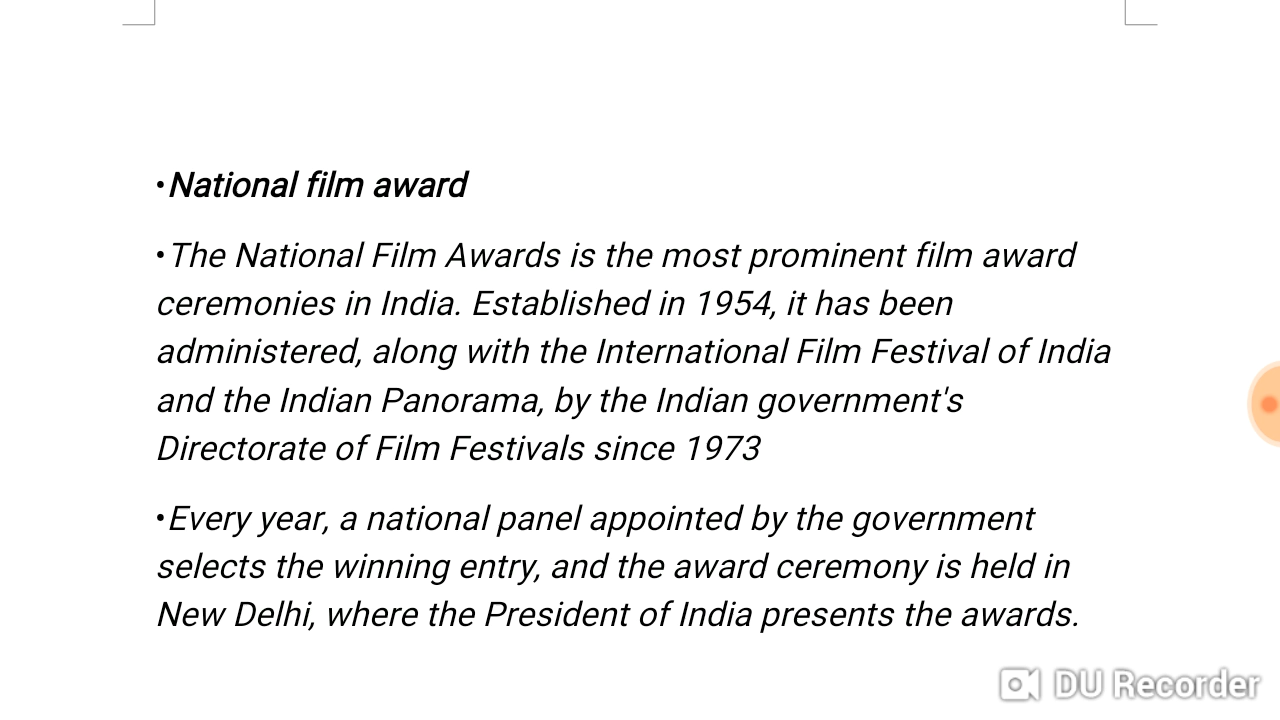 •National film award
•The National Film Awards is the most prominent film award
ceremonies in India. Established in 1954, it has been
administered, along with the International Film Festival of India
and the Indian Panorama, by the Indian government's
Directorate of Film Festivals since 1973
•Every year, a national panel appointed by the government
selects the winning entry, and the award ceremony is held in
New Delhi, where the President of India presents the awards.
DU Recorder